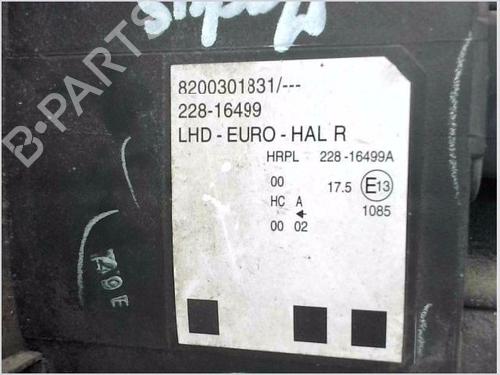 B-PARTS
8200301831/---
228-16499
LHD - EURO - HAL R
HRPL 228-16499A
00 17.5 E13
HC A 1085
00 02